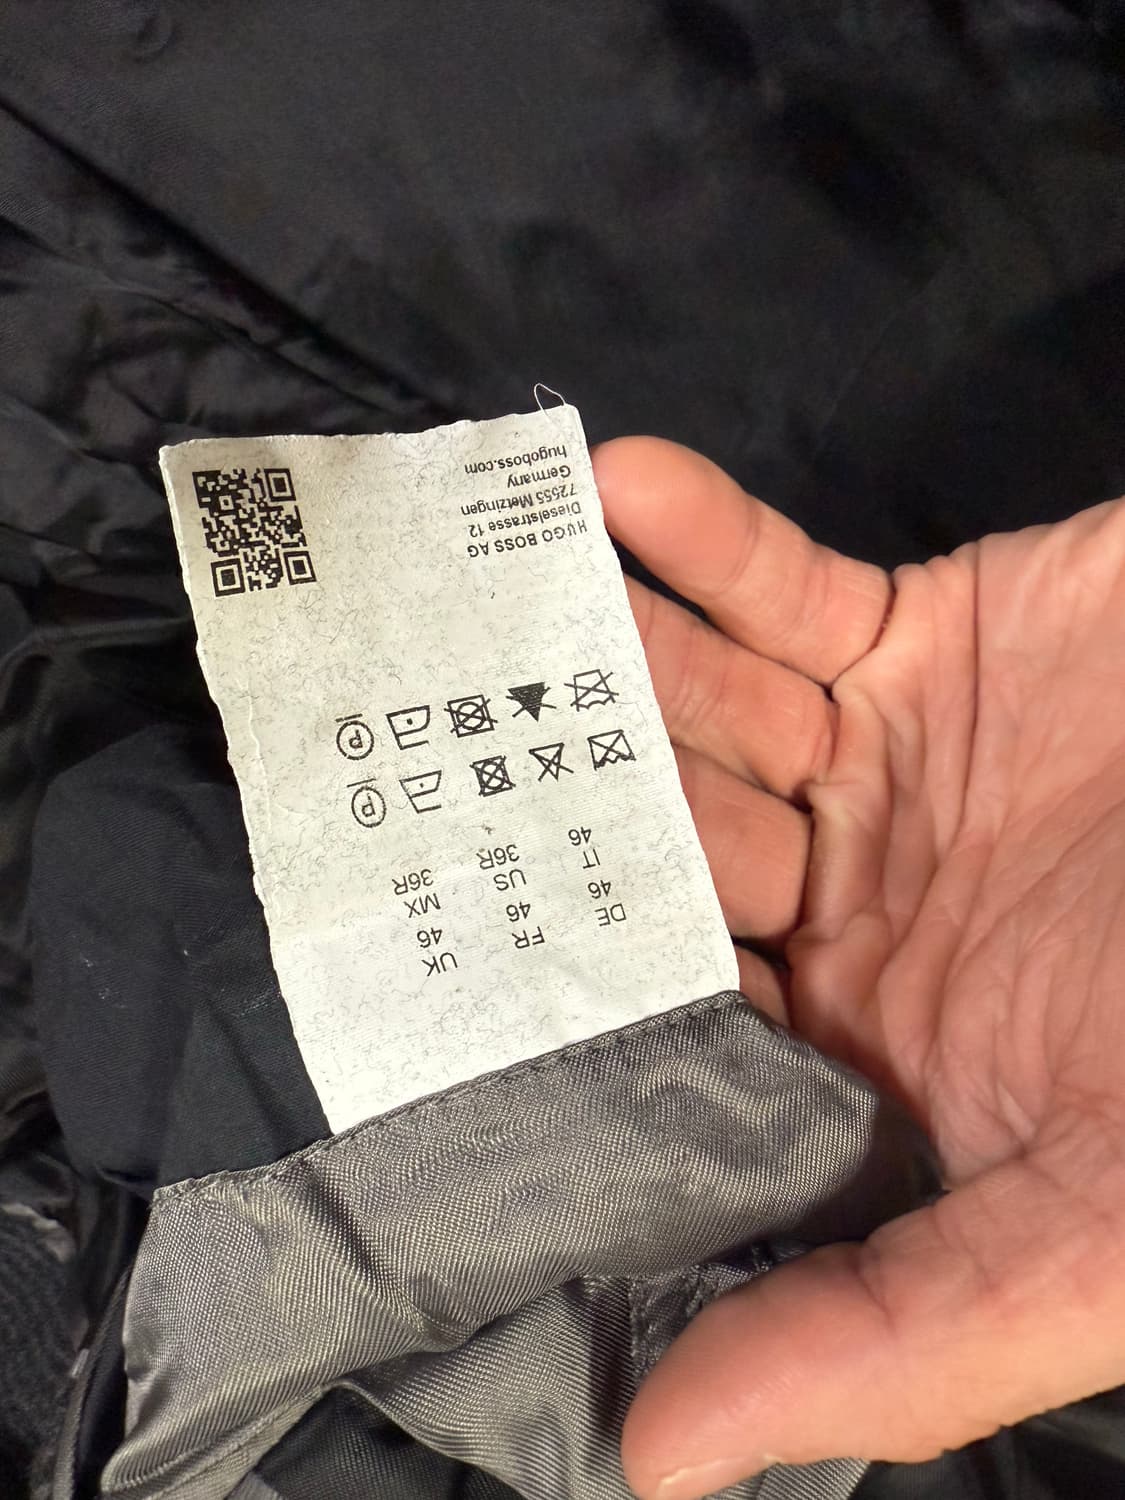 DE FR UK
46 46 46
IT US MX
46 36R 36R
P
P
HUGO BOSS AG
Dieselstrasse 12
72555 Metzingen
Germany
hugoboss.com